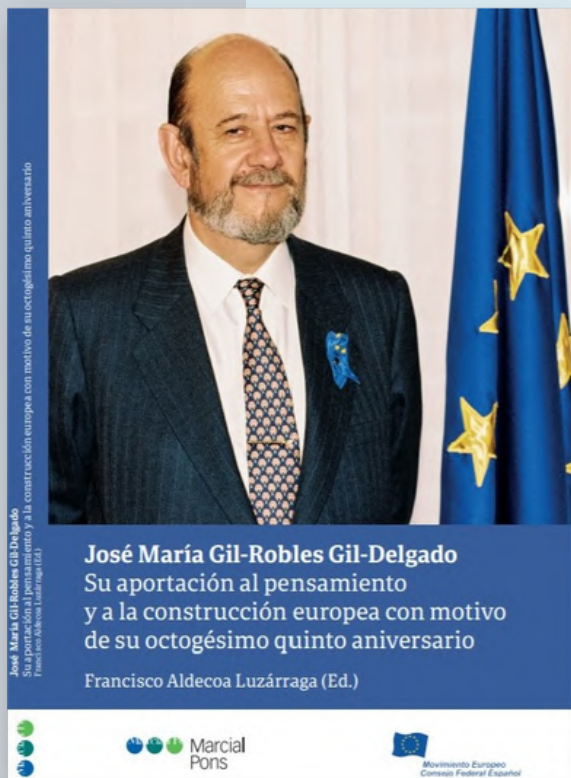 José María Gil-Robles Gil-Delgado
Su aportación al pensamiento y a la construcción europea con motivo de su octogésimo quinto aniversario
Francisco Aldecoa Luzárraga (Ed.)
José María Gil-Robles Gil-Delgado
Su aportación al pensamiento
y a la construcción europea con motivo
de su octogésimo quinto aniversario
Francisco Aldecoa Luzárraga (Ed.)
Marcial
Pons
Movimiento Europeo
Consejo Federal Español